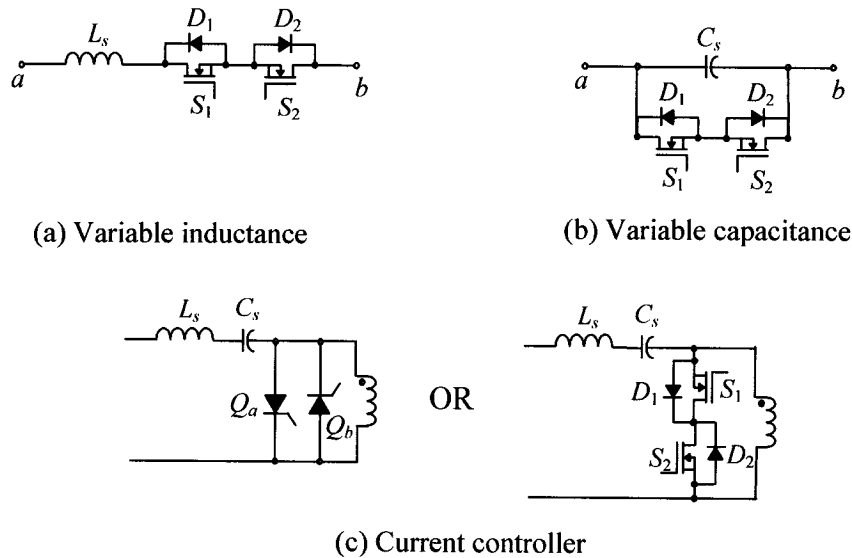 L_s D_1 D_2
a b
S_1 S_2
(a) Variable inductance
C_s
a b
D_1 D_2
S_1 S_2
(b) Variable capacitance
L_s C_s
Q_a Q_b
OR
L_s C_s
D_1 S_1
S_2 D_2
(c) Current controller